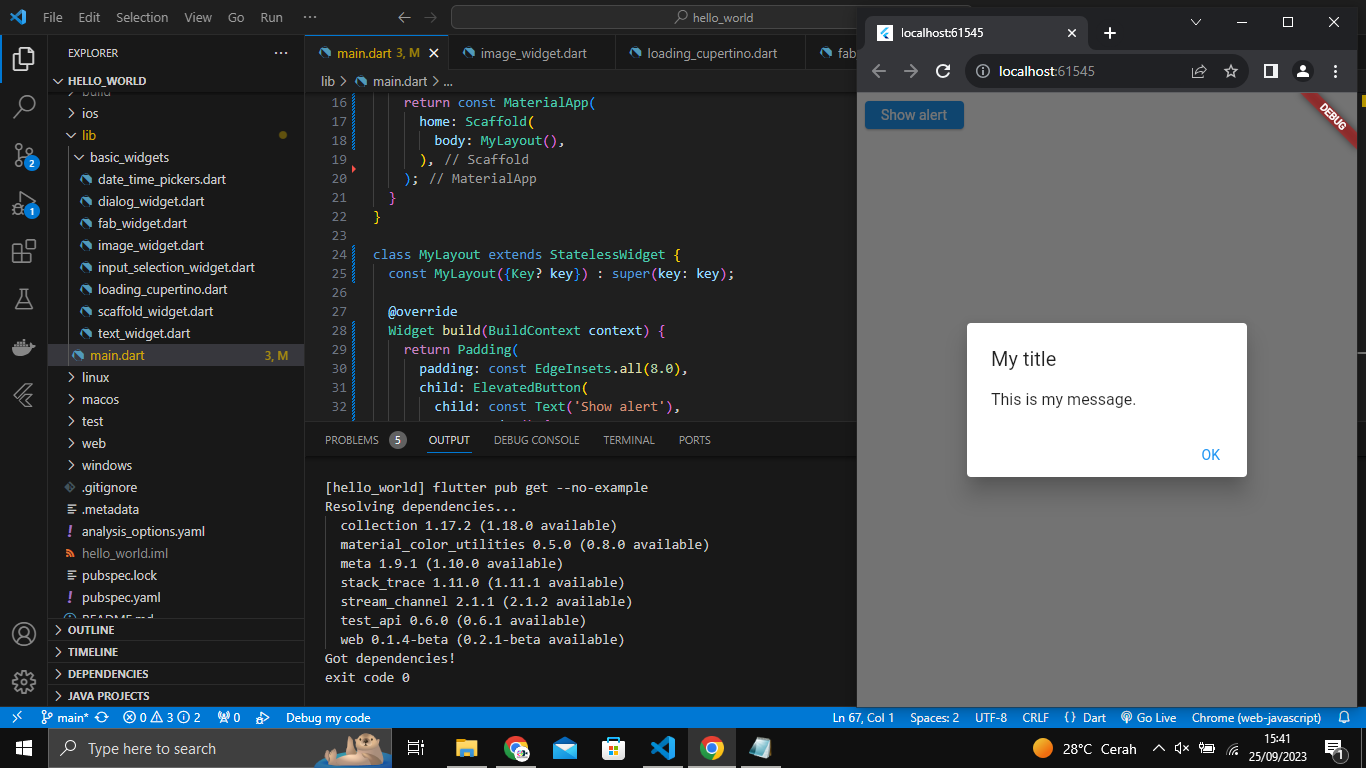 File Edit Selection View Go Run ··· hello_world
EXPLORER ···
HELLO_WORLD
build
ios
lib
basic_widgets
date_time_pickers.dart
dialog_widget.dart
fab_widget.dart
image_widget.dart
input_selection_widget.dart
loading_cupertino.dart
scaffold_widget.dart
text_widget.dart
main.dart 3, M
linux
macos
test
web
windows
.gitignore
.metadata
analysis_options.yaml
hello_world.iml
pubspec.lock
pubspec.yaml
README.md
OUTLINE
TIMELINE
DEPENDENCIES
JAVA PROJECTS
2
1
main.dart 3, M image_widget.dart loading_cupertino.dart fab
lib > main.dart > ...
16 return const MaterialApp(
17 home: Scaffold(
18 body: MyLayout(),
19 ), // Scaffold
20 ); // MaterialApp
21 }
22 }
23
24 class MyLayout extends StatelessWidget {
25 const MyLayout({Key? key}) : super(key: key);
26
27 @override
28 Widget build(BuildContext context) {
29 return Padding(
30 padding: const EdgeInsets.all(8.0),
31 child: ElevatedButton(
32 child: const Text('Show alert'),
PROBLEMS 5 OUTPUT DEBUG CONSOLE TERMINAL PORTS
[hello_world] flutter pub get --no-example
Resolving dependencies...
collection 1.17.2 (1.18.0 available)
material_color_utilities 0.5.0 (0.8.0 available)
meta 1.9.1 (1.10.0 available)
stack_trace 1.11.0 (1.11.1 available)
stream_channel 2.1.1 (2.1.2 available)
test_api 0.6.0 (0.6.1 available)
web 0.1.4-beta (0.2.1-beta available)
Got dependencies!
exit code 0
localhost:61545
localhost:61545
Show alert
DEBUG
My title
This is my message.
OK
main* 0 3 2 0 Debug my code Ln 67, Col 1 Spaces: 2 UTF-8 CRLF {} Dart Go Live Chrome (web-javascript)
Type here to search 28°C Cerah 15:41
25/09/2023 1